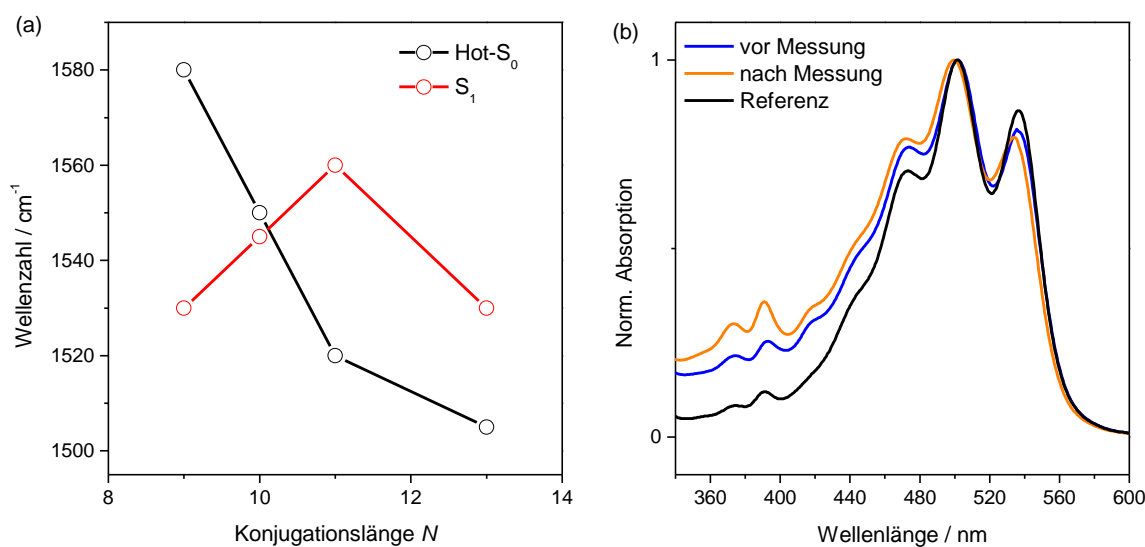 (a)
Hot-S₀
S₁
1580
1560
1540
1520
1500
Wellenzahl / cm⁻¹
8
10
12
14
Konjugationslänge N
(b)
vor Messung
nach Messung
Referenz
1
0
Norm. Absorption
360
400
440
480
520
560
600
Wellenlänge / nm